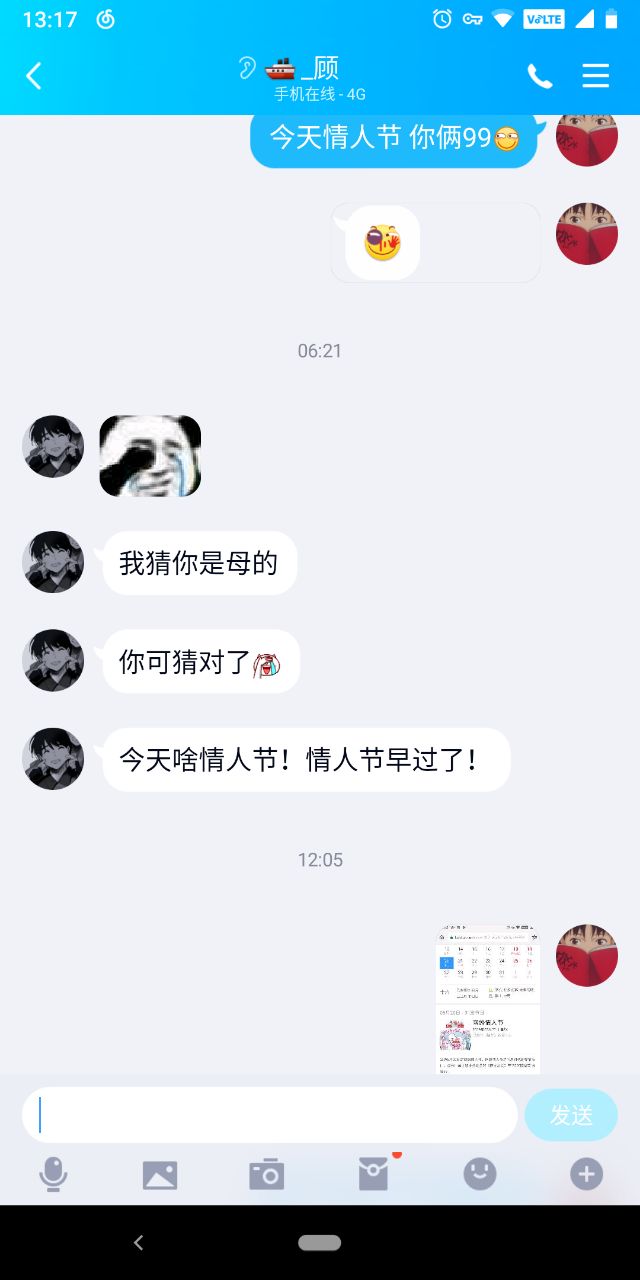 13:17
VoLTE
_顾
手机在线 - 4G
今天情人节 你俩99
06:21
我猜你是母的
你可猜对了
今天啥情人节！情人节早过了！
12:05
发送